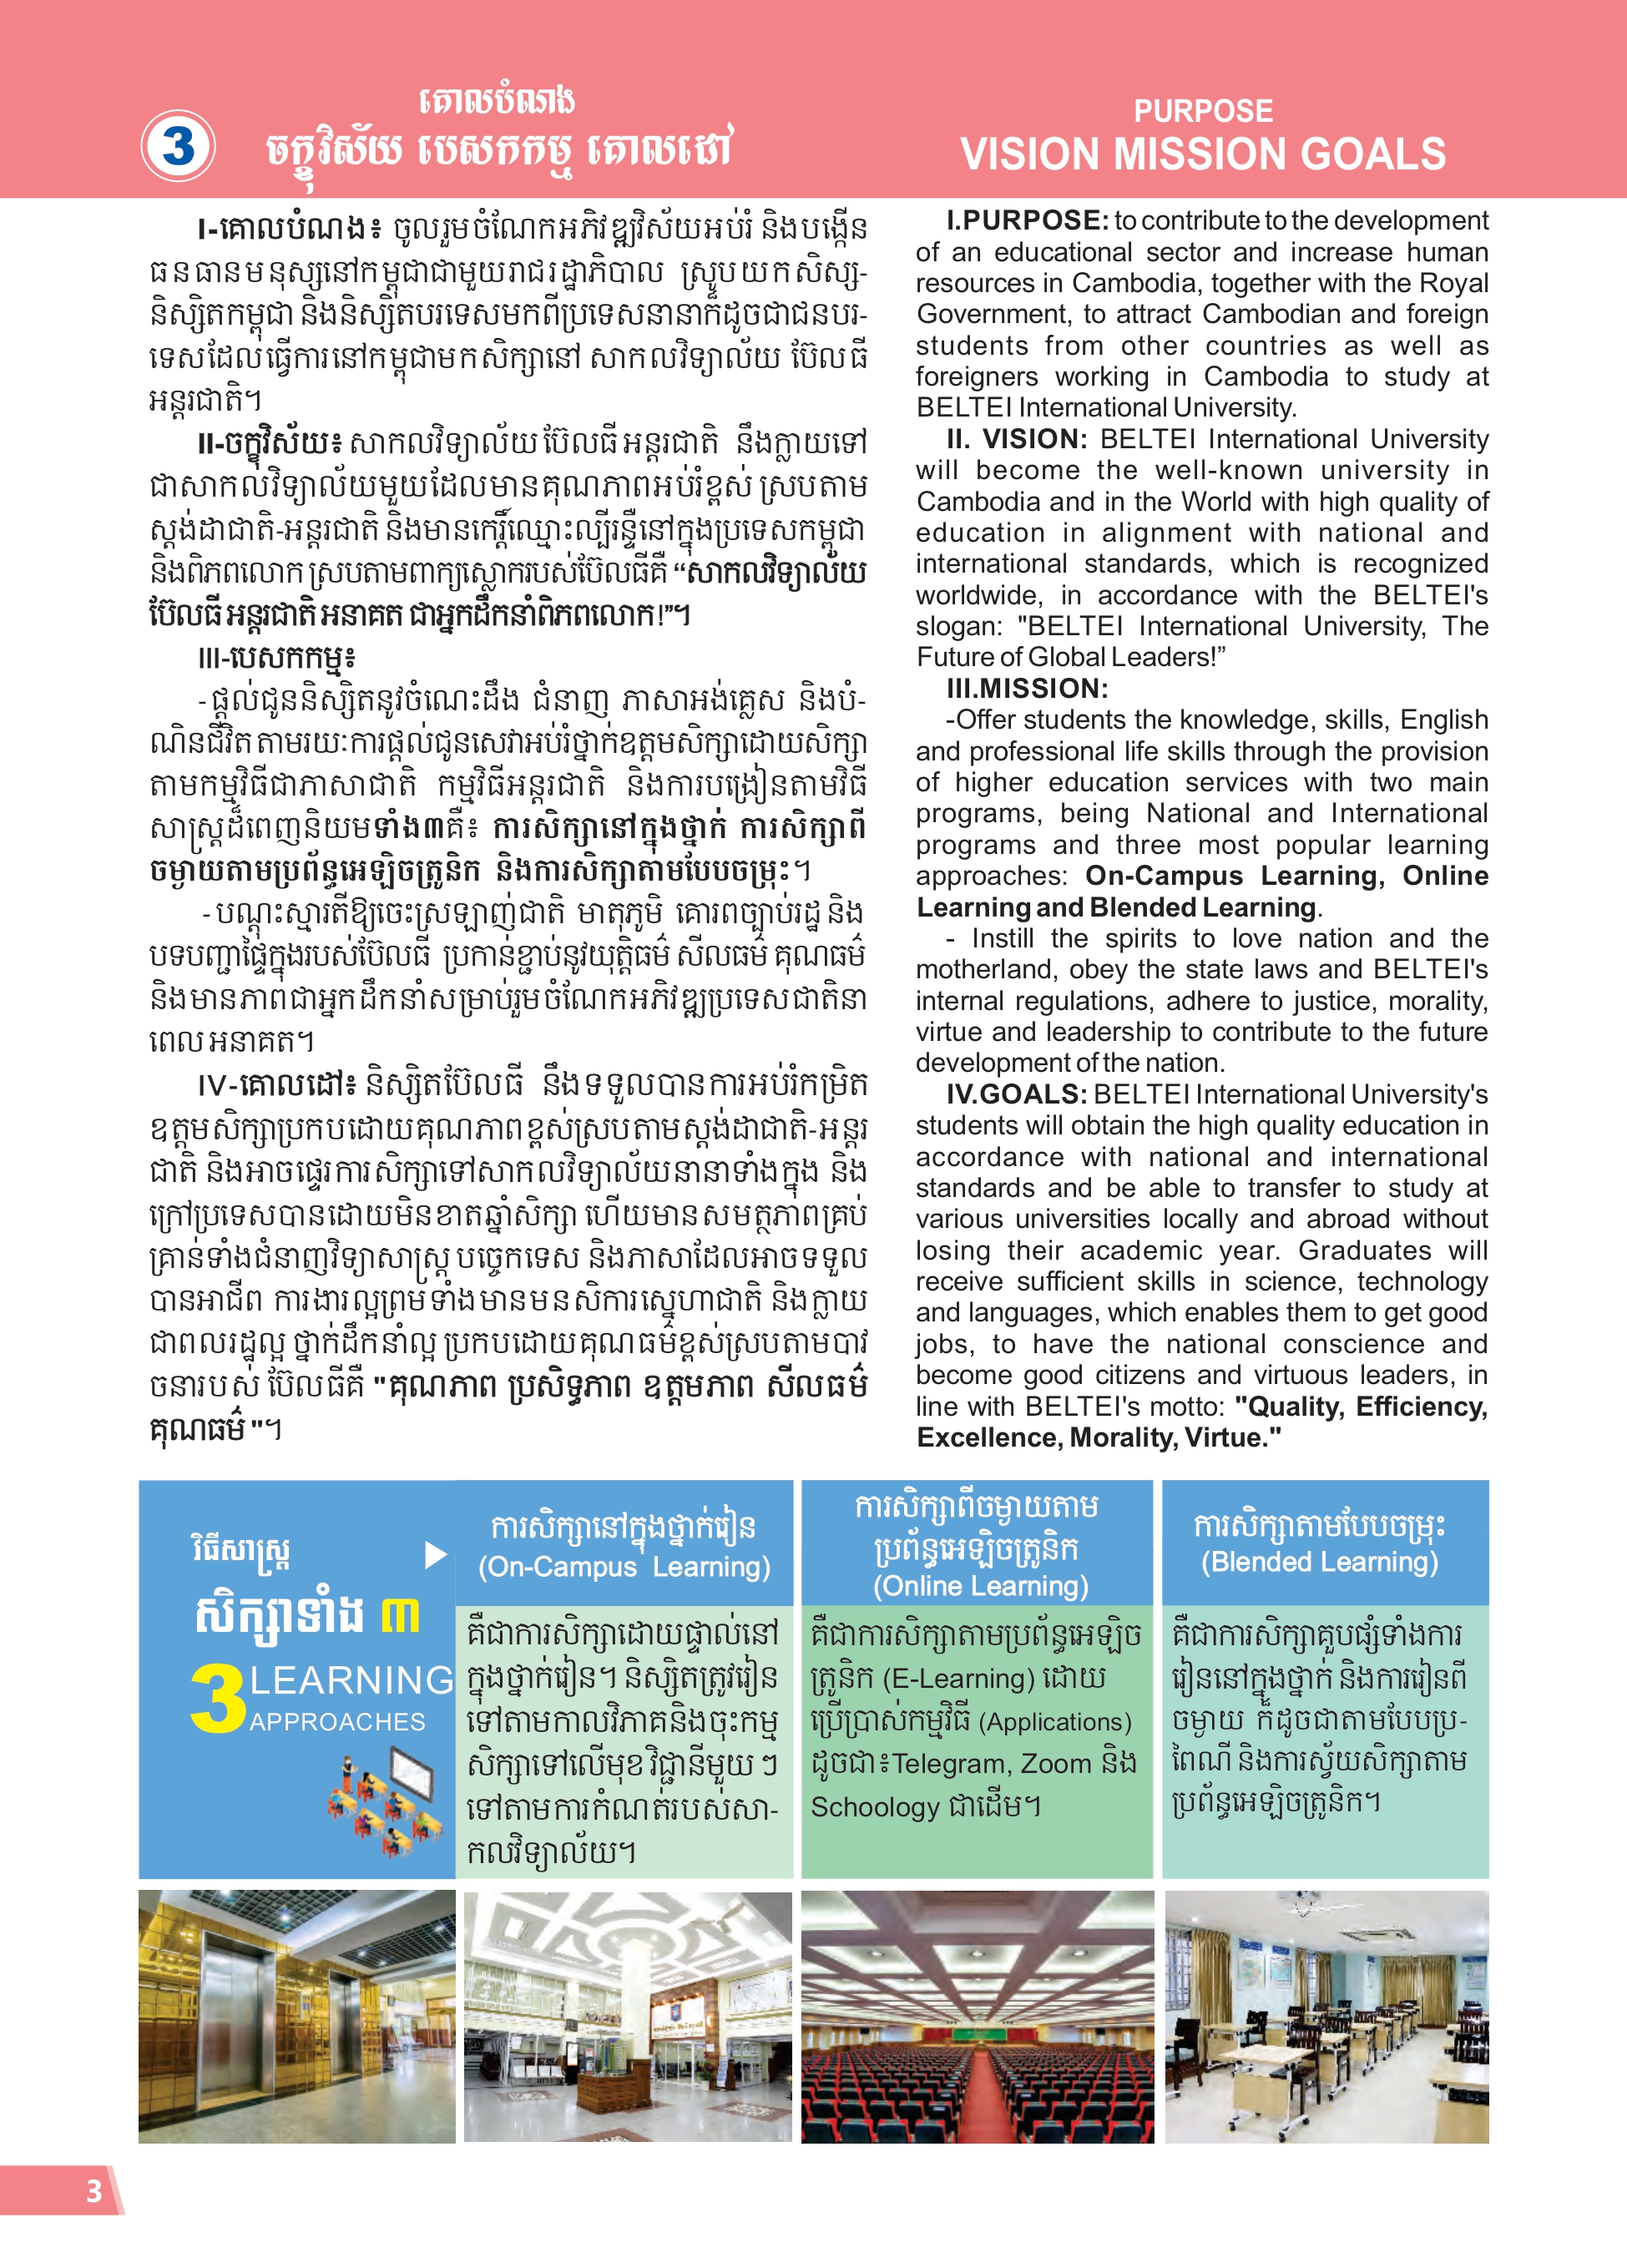 3
គោលបំណង
ចក្ខុវិស័យ បេសកកម្ម គោលដៅ
PURPOSE
VISION MISSION GOALS
I-គោលបំណង៖ ចូលរួមចំណែកអភិវឌ្ឍវិស័យអប់រំ និងបង្កើន
ធនធានមនុស្សនៅកម្ពុជាជាមួយរាជរដ្ឋាភិបាល ស្រូបយកសិស្ស-
និស្សិតកម្ពុជា និងនិស្សិតបរទេសមកពីប្រទេសនានាក៏ដូចជាជនបរ-
ទេសដែលធ្វើការនៅកម្ពុជាមកសិក្សានៅ សាកលវិទ្យាល័យ ប៊ែលធី
អន្តរជាតិ។
II-ចក្ខុវិស័យ៖ សាកលវិទ្យាល័យ ប៊ែលធី អន្តរជាតិ នឹងក្លាយទៅ
ជាសាកលវិទ្យាល័យមួយដែលមានគុណភាពអប់រំខ្ពស់ ស្របតាម
ស្តង់ដាជាតិ-អន្តរជាតិ និងមានកេរ្តិ៍ឈ្មោះល្បីរន្ទឺនៅក្នុងប្រទេសកម្ពុជា
និងពិភពលោក ស្របតាមពាក្យស្លោករបស់ប៊ែលធីគឺ “សាកលវិទ្យាល័យ
ប៊ែលធី អន្តរជាតិ អនាគត ជាអ្នកដឹកនាំពិភពលោក!”។
III-បេសកកម្ម៖
- ផ្តល់ជូននិស្សិតនូវចំណេះដឹង ជំនាញ ភាសាអង់គ្លេស និងបំ-
ណិនជីវិត តាមរយៈការផ្តល់ជូនសេវាអប់រំថ្នាក់ឧត្តមសិក្សាដោយសិក្សា
តាមកម្មវិធីជាភាសាជាតិ កម្មវិធីអន្តរជាតិ និងការបង្រៀនតាមវិធី
សាស្ត្រដ៏ពេញនិយមទាំង៣គឺ៖ ការសិក្សានៅក្នុងថ្នាក់ ការសិក្សាពី
ចម្ងាយតាមប្រព័ន្ធអេឡិចត្រូនិក និងការសិក្សាតាមបែបចម្រុះ។
- បណ្តុះស្មារតីឱ្យចេះស្រឡាញ់ជាតិ មាតុភូមិ គោរពច្បាប់រដ្ឋ និង
បទបញ្ជាផ្ទៃក្នុងរបស់ប៊ែលធី ប្រកាន់ខ្ជាប់នូវយុត្តិធម៌ សីលធម៌ គុណធម៌
និងមានភាពជាអ្នកដឹកនាំសម្រាប់រួមចំណែកអភិវឌ្ឍប្រទេសជាតិនា
ពេលអនាគត។
IV-គោលដៅ៖ និស្សិតប៊ែលធី នឹងទទួលបានការអប់រំកម្រិត
ឧត្តមសិក្សាប្រកបដោយគុណភាពខ្ពស់ស្របតាមស្តង់ដាជាតិ-អន្តរ
ជាតិ និងអាចផ្ទេរការសិក្សាទៅសាកលវិទ្យាល័យនានាទាំងក្នុង និង
ក្រៅប្រទេសបានដោយមិនខាតឆ្នាំសិក្សា ហើយមានសមត្ថភាពគ្រប់
គ្រាន់ទាំងជំនាញវិទ្យាសាស្ត្រ បច្ចេកទេស និងភាសាដែលអាចទទួល
បានអាជីព ការងារល្អព្រមទាំងមានមនសិការស្នេហាជាតិ និងក្លាយ
ជាពលរដ្ឋល្អ ថ្នាក់ដឹកនាំល្អ ប្រកបដោយគុណធម៌ខ្ពស់ស្របតាមបាវ
ចនារបស់ ប៊ែលធីគឺ "គុណភាព ប្រសិទ្ធភាព ឧត្តមភាព សីលធម៌
គុណធម៌"។
I.PURPOSE: to contribute to the development
of an educational sector and increase human
resources in Cambodia, together with the Royal
Government, to attract Cambodian and foreign
students from other countries as well as
foreigners working in Cambodia to study at
BELTEI International University.
II. VISION: BELTEI International University
will become the well-known university in
Cambodia and in the World with high quality of
education in alignment with national and
international standards, which is recognized
worldwide, in accordance with the BELTEI's
slogan: "BELTEI International University, The
Future of Global Leaders!”
III.MISSION:
-Offer students the knowledge, skills, English
and professional life skills through the provision
of higher education services with two main
programs, being National and International
programs and three most popular learning
approaches: On-Campus Learning, Online
Learning and Blended Learning.
- Instill the spirits to love nation and the
motherland, obey the state laws and BELTEI's
internal regulations, adhere to justice, morality,
virtue and leadership to contribute to the future
development of the nation.
IV.GOALS: BELTEI International University's
students will obtain the high quality education in
accordance with national and international
standards and be able to transfer to study at
various universities locally and abroad without
losing their academic year. Graduates will
receive sufficient skills in science, technology
and languages, which enables them to get good
jobs, to have the national conscience and
become good citizens and virtuous leaders, in
line with BELTEI's motto: "Quality, Efficiency,
Excellence, Morality, Virtue."
វិធីសាស្ត្រ
សិក្សាទាំង ៣
3 LEARNING
APPROACHES
ការសិក្សានៅក្នុងថ្នាក់រៀន
(On-Campus Learning)
គឺជាការសិក្សាដោយផ្ទាល់នៅ
ក្នុងថ្នាក់រៀន។ និស្សិតត្រូវរៀន
ទៅតាមកាលវិភាគនិងចុះកម្ម
សិក្សាទៅលើមុខវិជ្ជានីមួយៗ
ទៅតាមការកំណត់របស់សា-
កលវិទ្យាល័យ។
ការសិក្សាពីចម្ងាយតាម
ប្រព័ន្ធអេឡិចត្រូនិក
(Online Learning)
គឺជាការសិក្សាតាមប្រព័ន្ធអេឡិច
ត្រូនិក (E-Learning) ដោយ
ប្រើប្រាស់កម្មវិធី (Applications)
ដូចជា៖Telegram, Zoom និង
Schoology ជាដើម។
ការសិក្សាតាមបែបចម្រុះ
(Blended Learning)
គឺជាការសិក្សាគួបផ្សំទាំងការ
រៀននៅក្នុងថ្នាក់ និងការរៀនពី
ចម្ងាយ ក៏ដូចជាតាមបែបប្រ-
ពៃណី និងការស្វ័យសិក្សាតាម
ប្រព័ន្ធអេឡិចត្រូនិក។
3